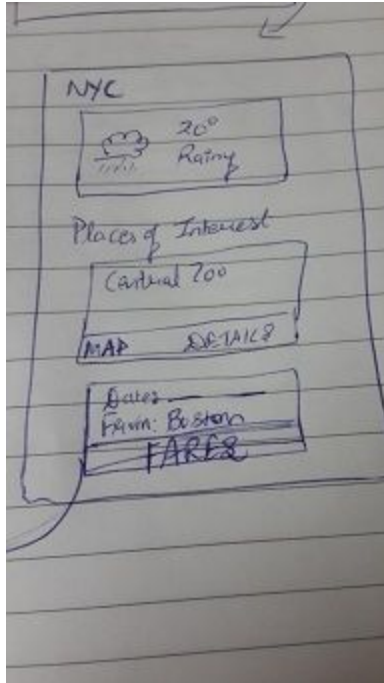 NYC
20°
Rainy
Places of Interest
Central Zoo
MAP DETAILS
Dates
From: Boston
FARES